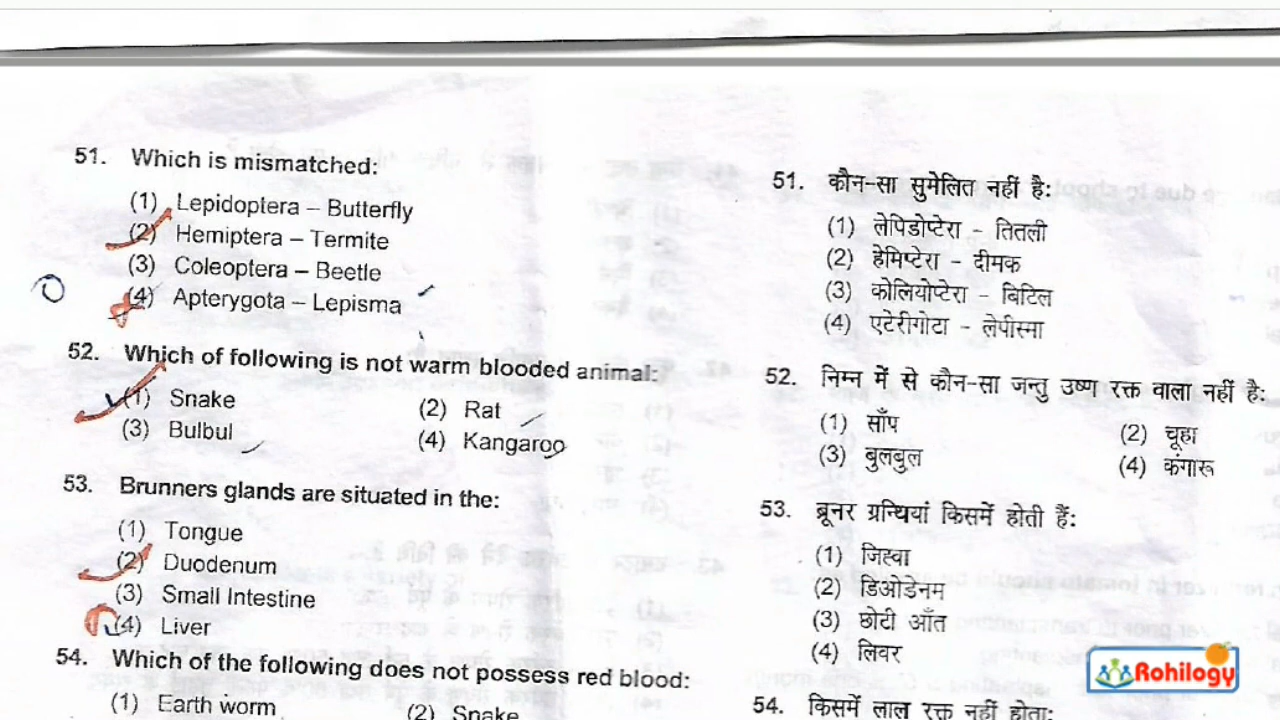 51. Which is mismatched:
(1) Lepidoptera – Butterfly
(2) Hemiptera – Termite
(3) Coleoptera – Beetle
(4) Apterygota – Lepisma
52. Which of following is not warm blooded animal:
(1) Snake (2) Rat
(3) Bulbul (4) Kangaroo
53. Brunners glands are situated in the:
(1) Tongue
(2) Duodenum
(3) Small Intestine
(4) Liver
54. Which of the following does not possess red blood:
(1) Earth worm (2) Snake
51. कौन-सा सुमेलित नहीं है:
(1) लेपिडोप्टेरा – तितली
(2) हेमिप्टेरा – दीमक
(3) कोलियोप्टेरा – बिटिल
(4) एटेरीगोटा – लेपीस्मा
52. निम्न में से कौन-सा जन्तु उष्ण रक्त वाला नहीं है:
(1) साँप (2) चूहा
(3) बुलबुल (4) कंगारू
53. ब्रूनर ग्रन्थियां किसमें होती हैं:
(1) जिह्वा
(2) डिओडेनम
(3) छोटी आँत
(4) लिवर
54. किसमें लाल रक्त नहीं होता:
Rohilogy